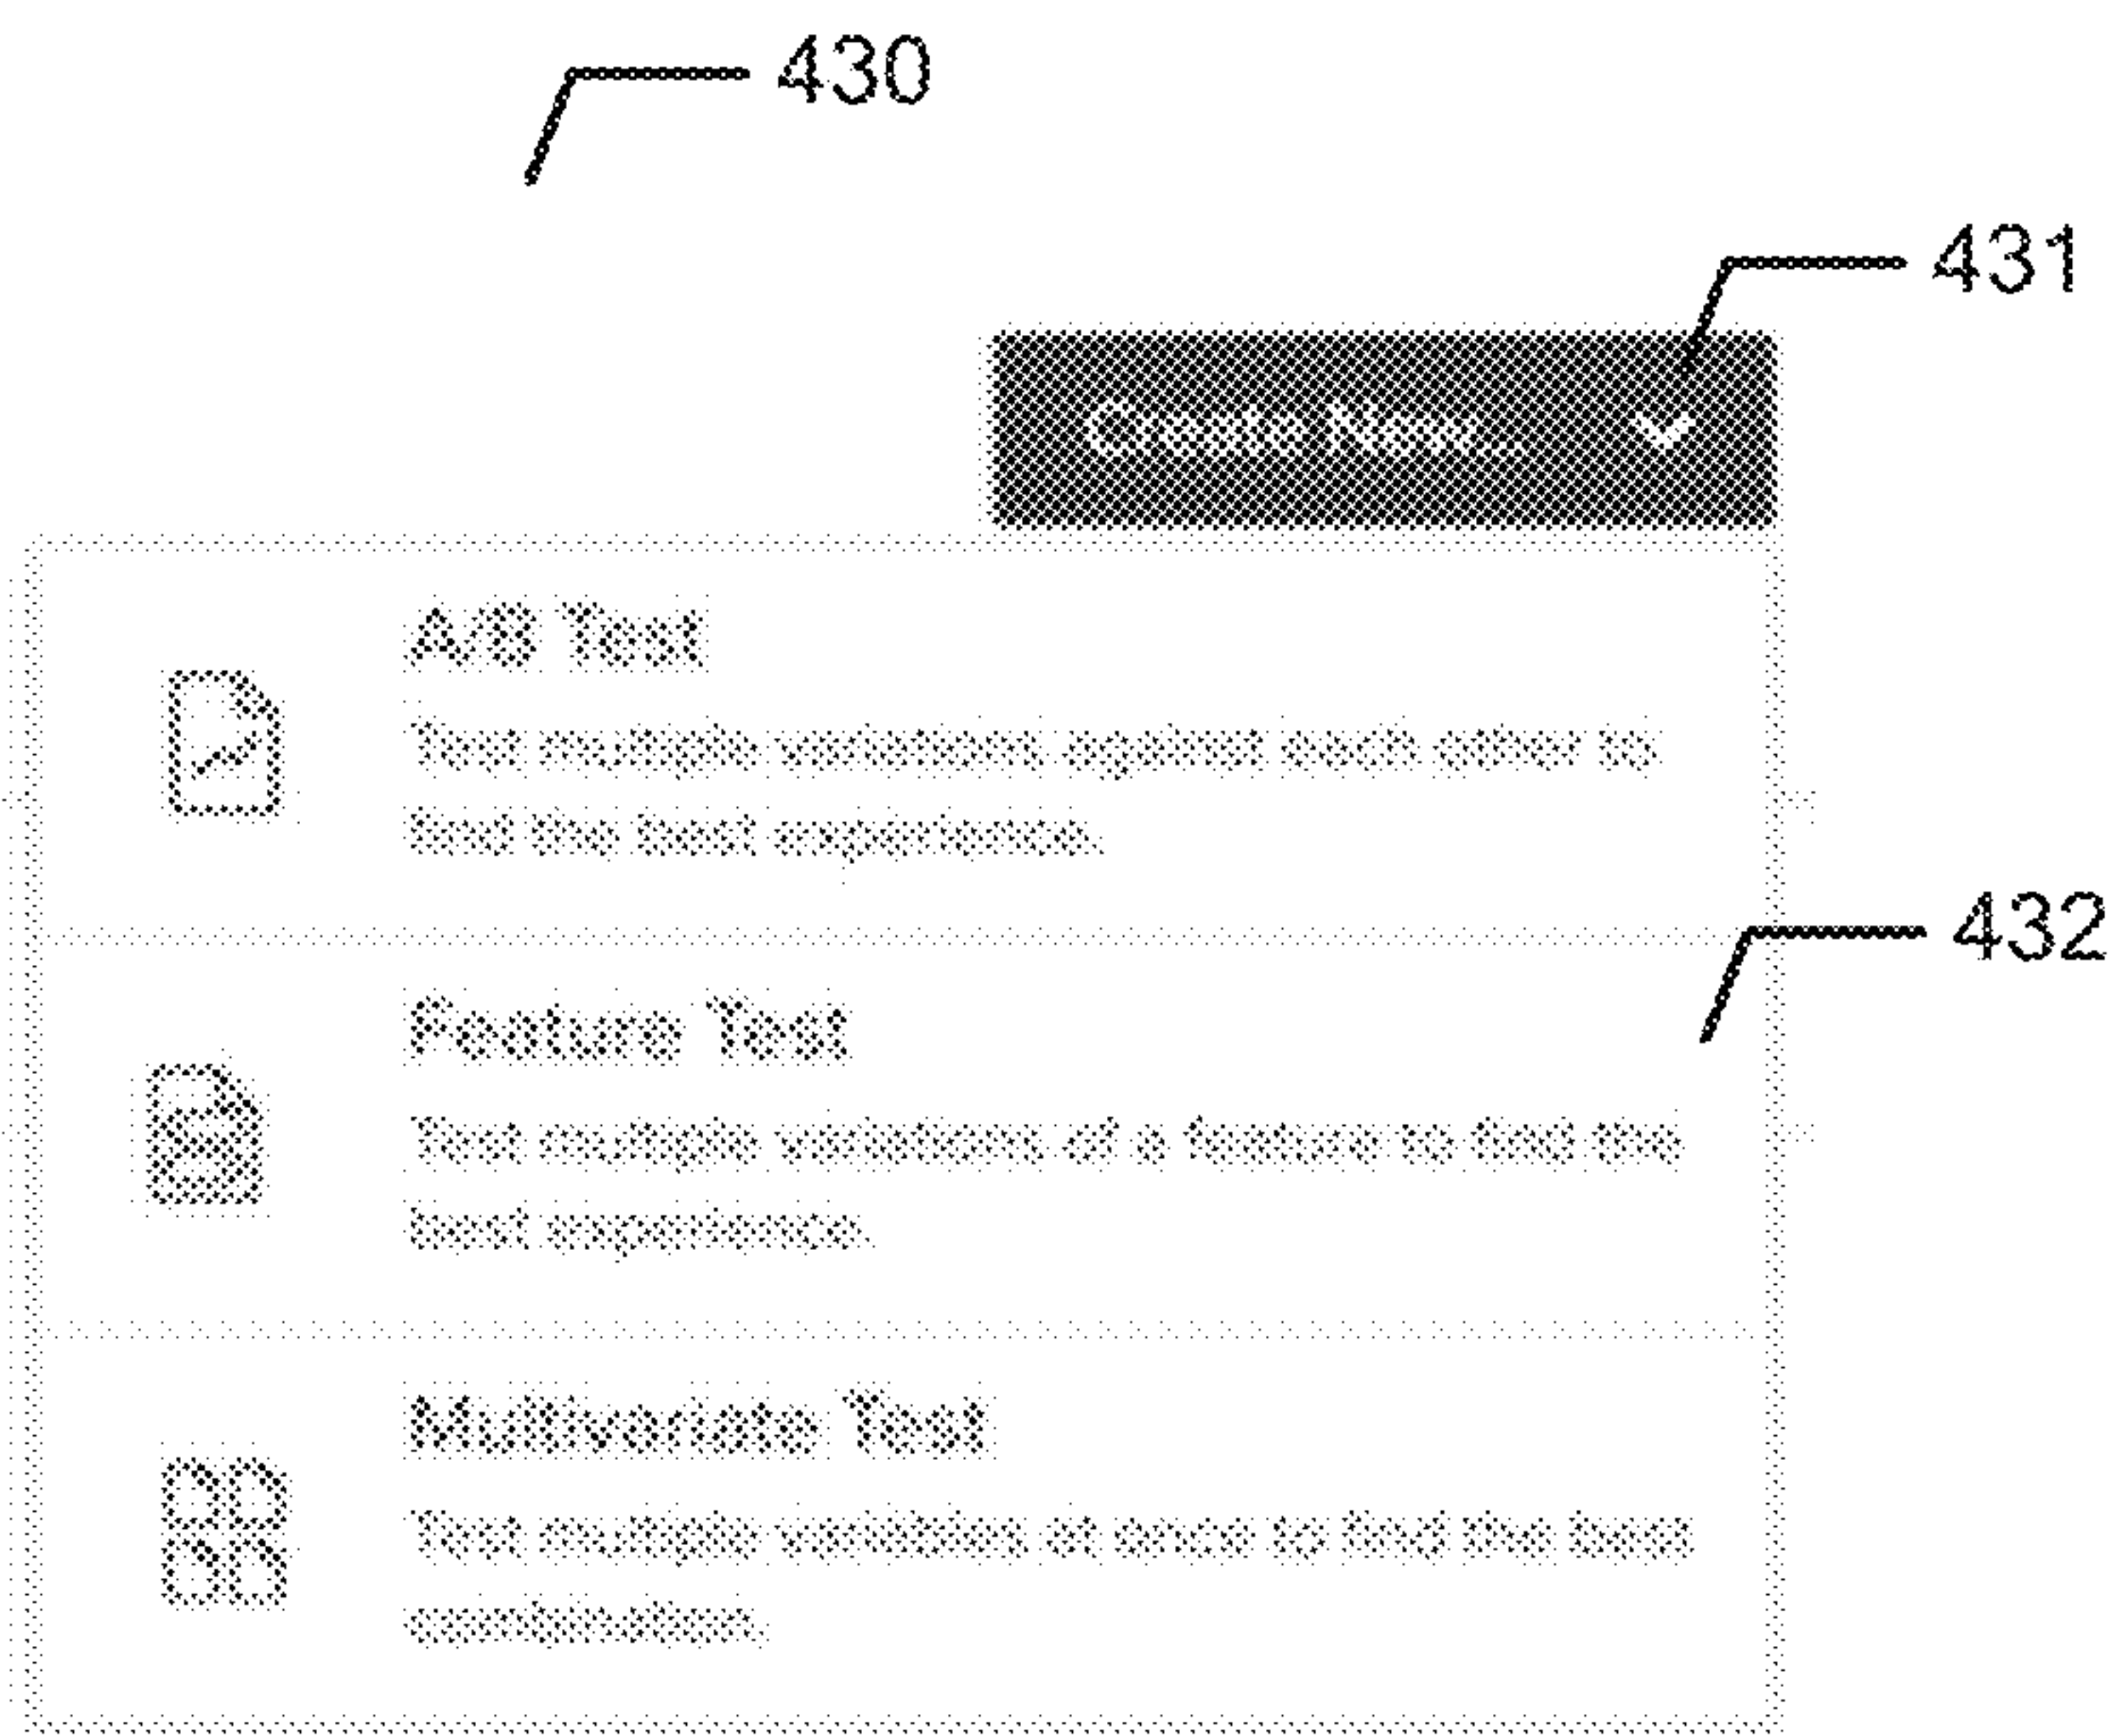 430
431
Create New...
A/B Test
Test multiple variations against each other to
find the best experience.
432
Feature Test
Test multiple variations of a feature to find the
best experience.
Multivariate Test
Test multiple variables at once to find the best
combination.